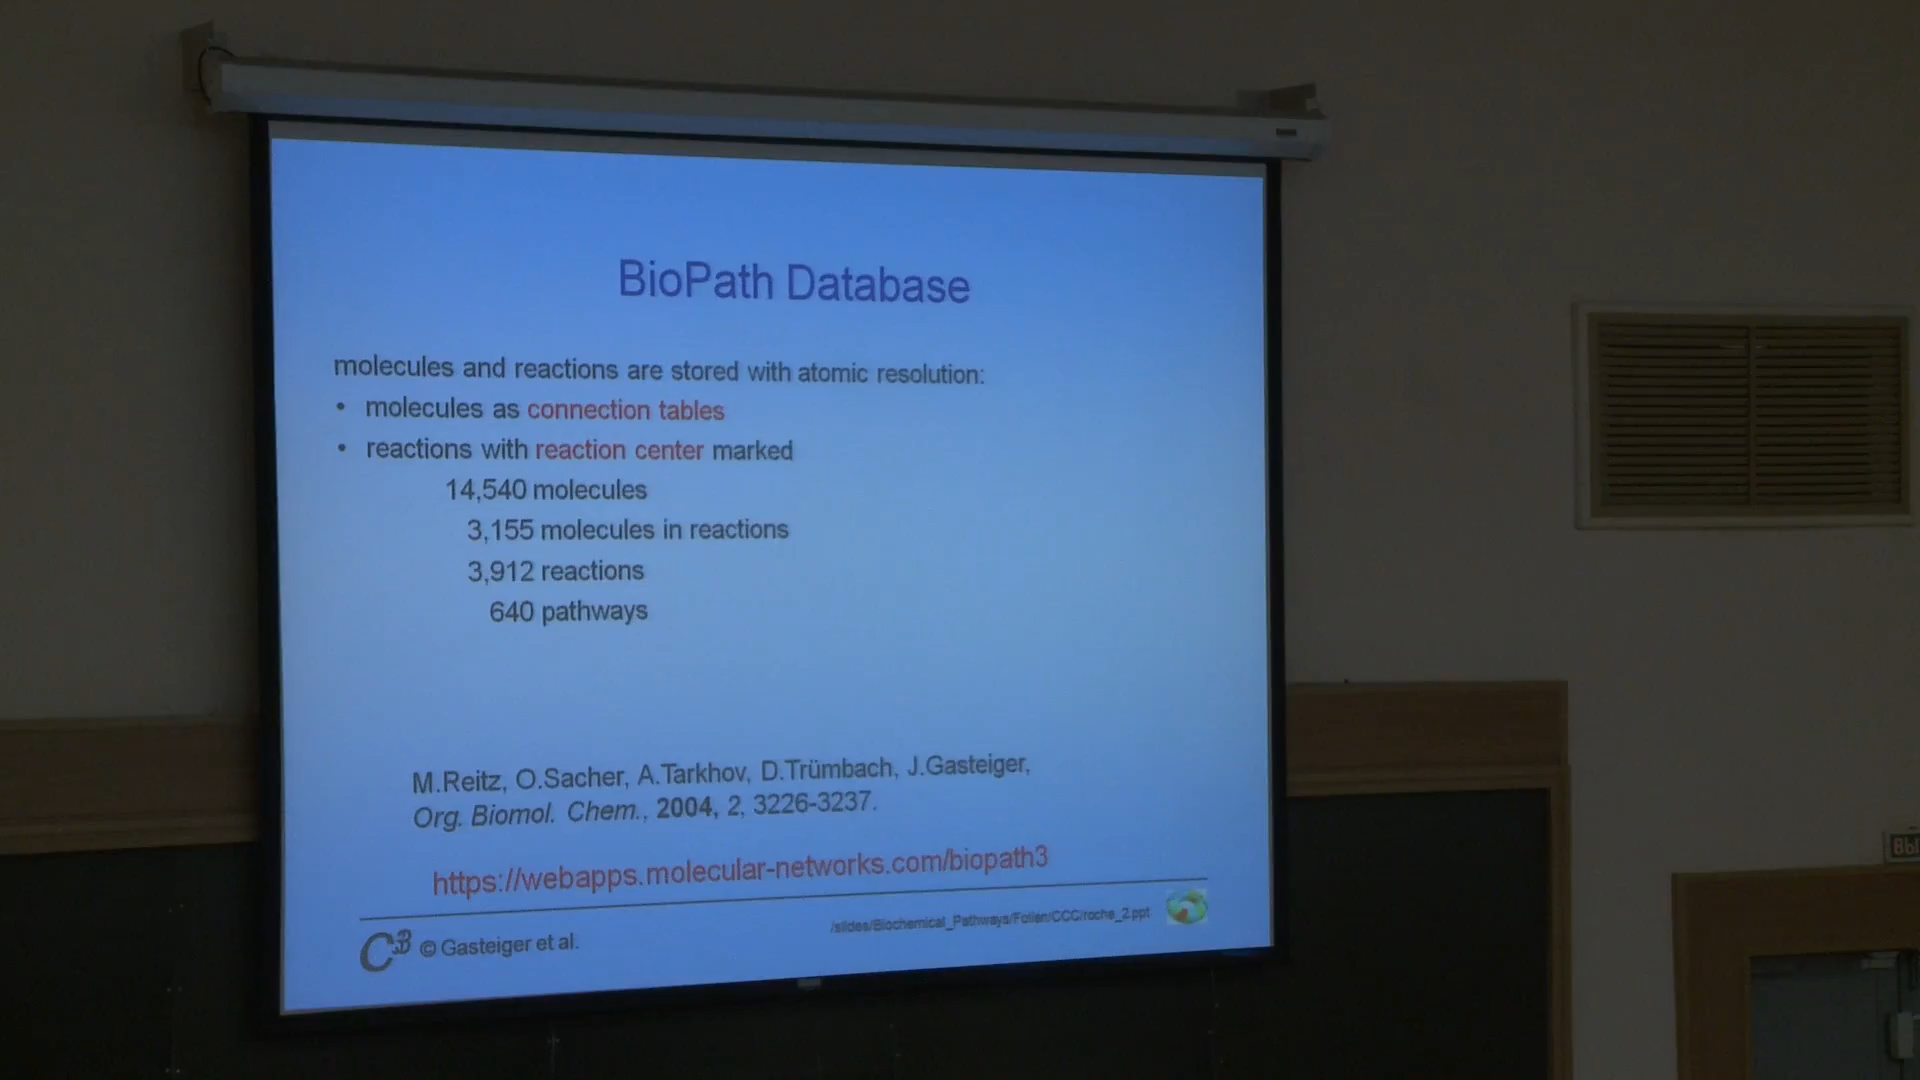 BioPath Database
molecules and reactions are stored with atomic resolution:
• molecules as connection tables
• reactions with reaction center marked
14,540 molecules
3,155 molecules in reactions
3,912 reactions
640 pathways
M.Reitz, O.Sacher, A.Tarkhov, D.Trümbach, J.Gasteiger,
Org. Biomol. Chem., 2004, 2, 3226-3237.
https://webapps.molecular-networks.com/biopath3
/slides/Biochemical_Pathways/Folien/CCC/roche_2.ppt
C3 © Gasteiger et al.
ВЫ